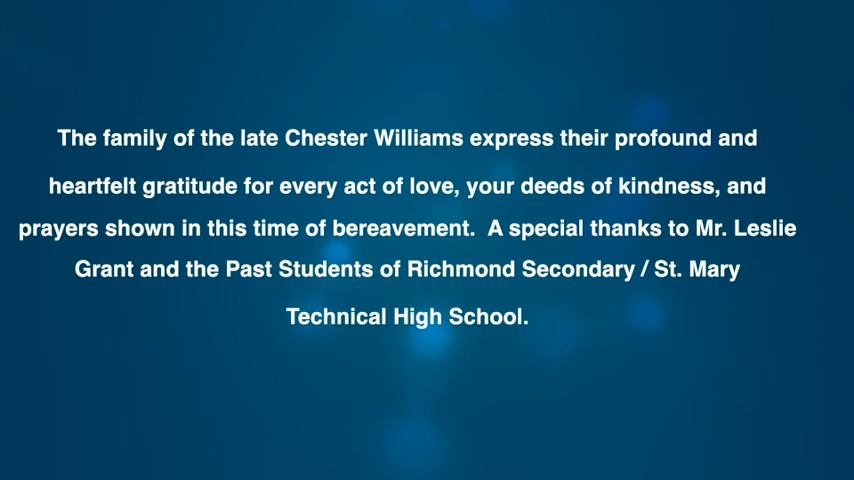 The family of the late Chester Williams express their profound and
heartfelt gratitude for every act of love, your deeds of kindness, and
prayers shown in this time of bereavement.  A special thanks to Mr. Leslie
Grant and the Past Students of Richmond Secondary / St. Mary
Technical High School.